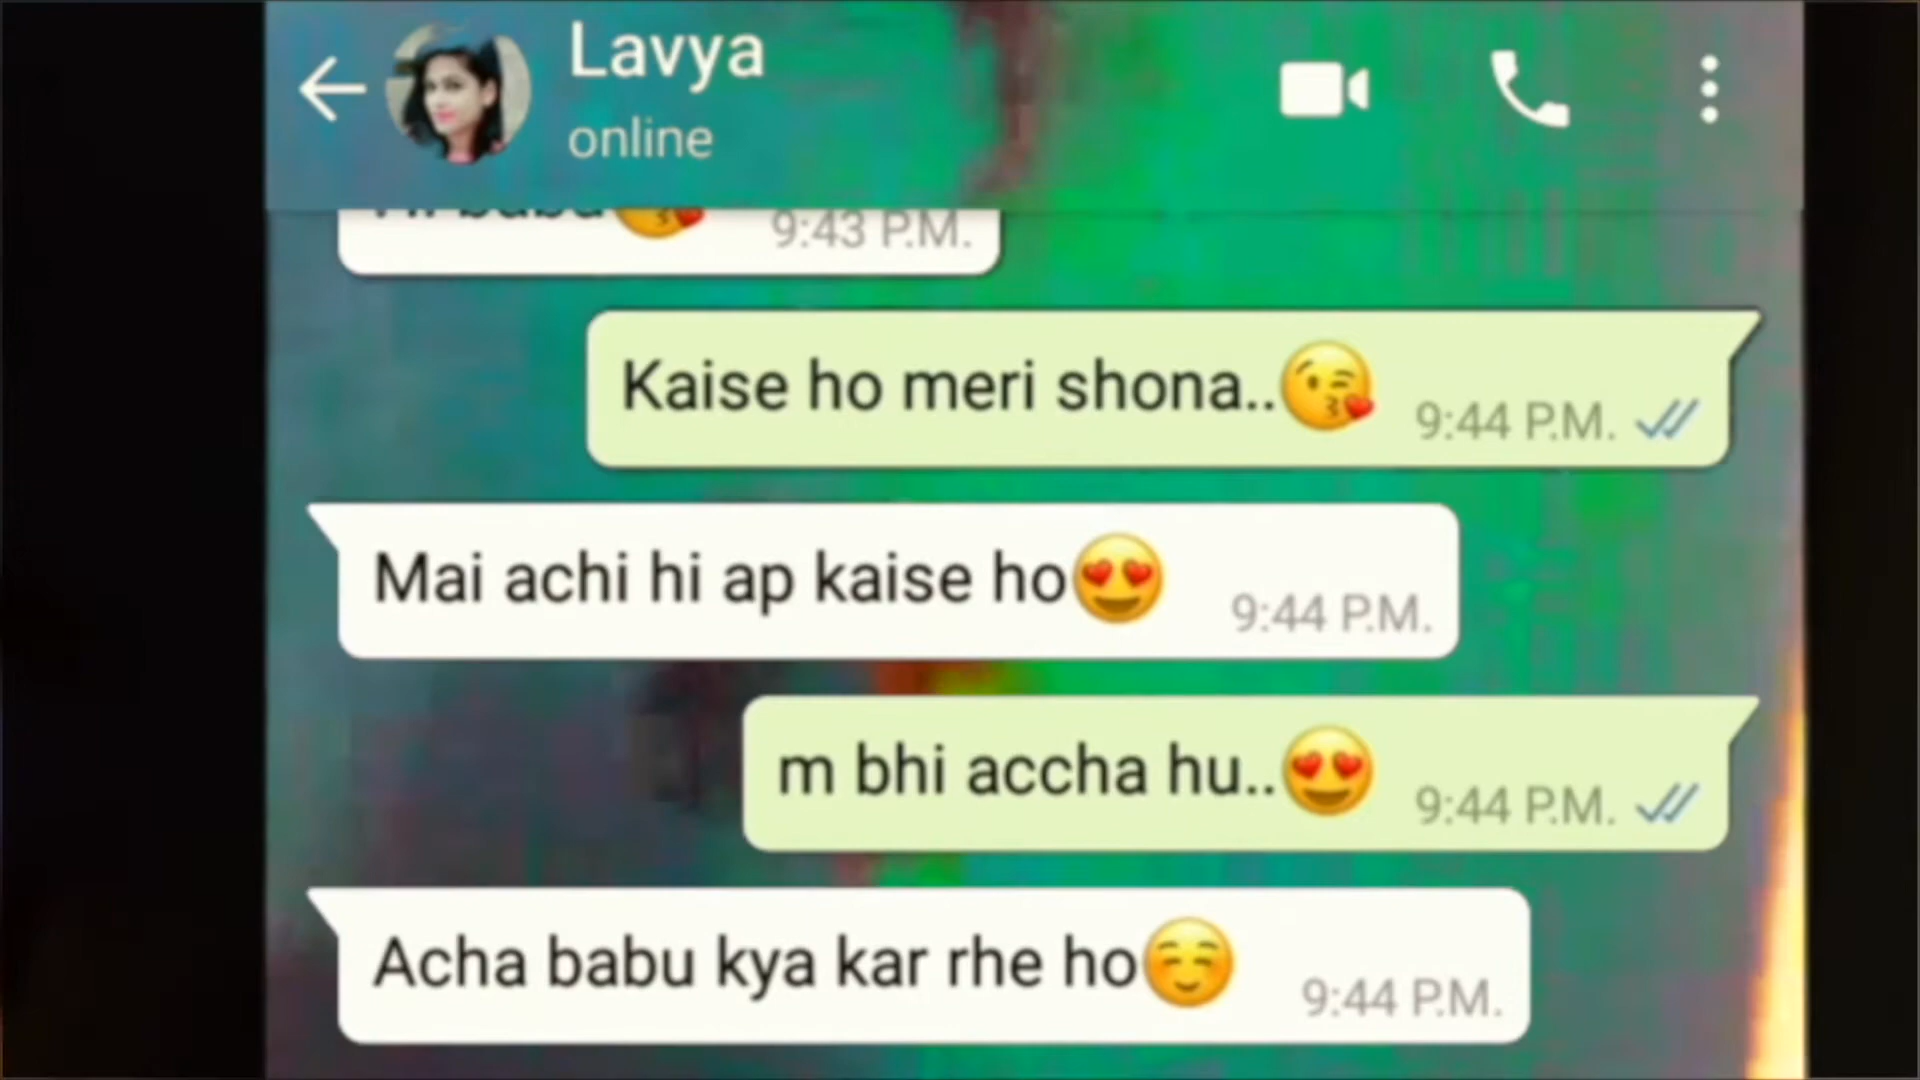 Lavya
online
9:43 P.M.
Kaise ho meri shona..😘
9:44 P.M.
Mai achi hi ap kaise ho😍
9:44 P.M.
m bhi accha hu..😍
9:44 P.M.
Acha babu kya kar rhe ho☺️
9:44 P.M.